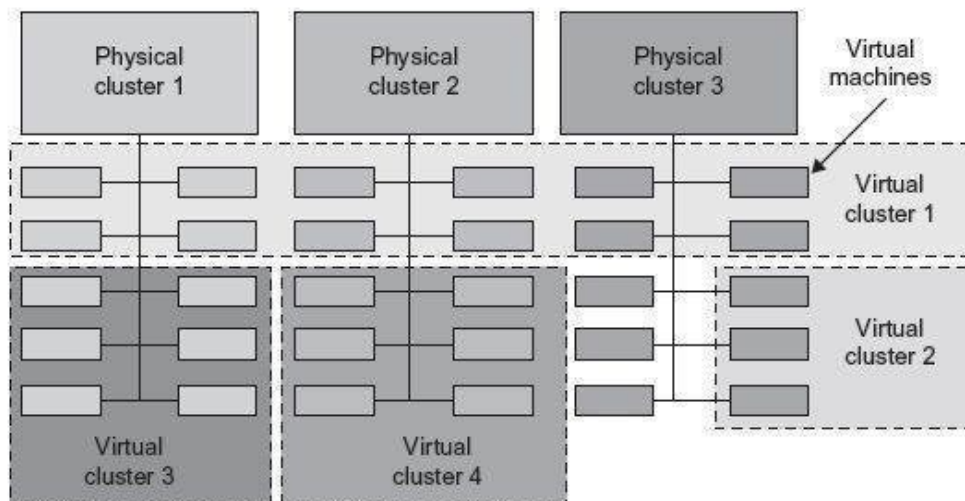 Physical
cluster 1
Physical
cluster 2
Physical
cluster 3
Virtual
machines
Virtual
cluster 1
Virtual
cluster 2
Virtual
cluster 3
Virtual
cluster 4